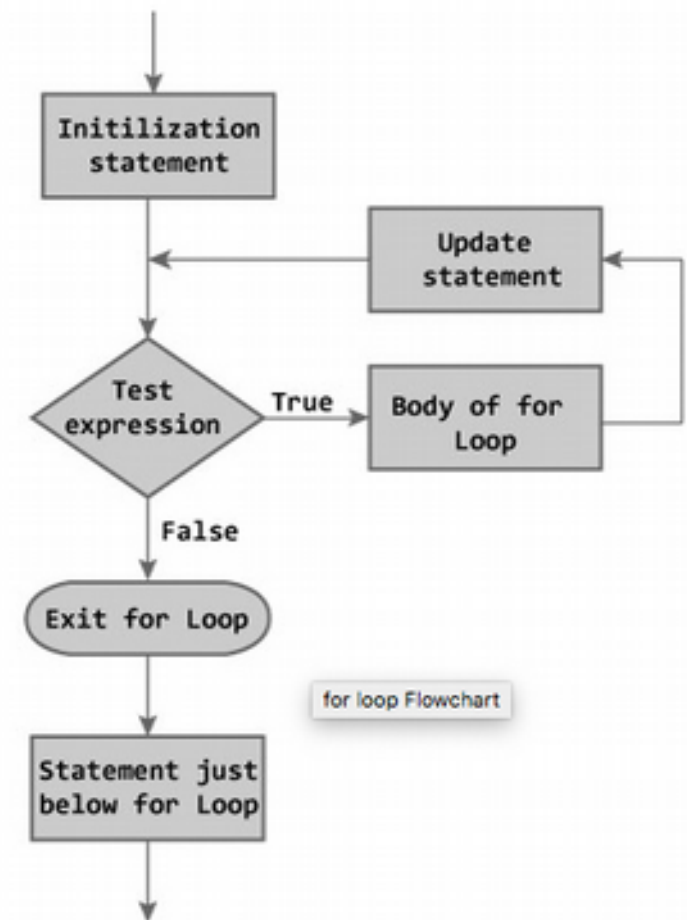 Initilization
statement
Update
statement
Test
expression
True
Body of for
Loop
False
Exit for Loop
for loop Flowchart
Statement just
below for Loop